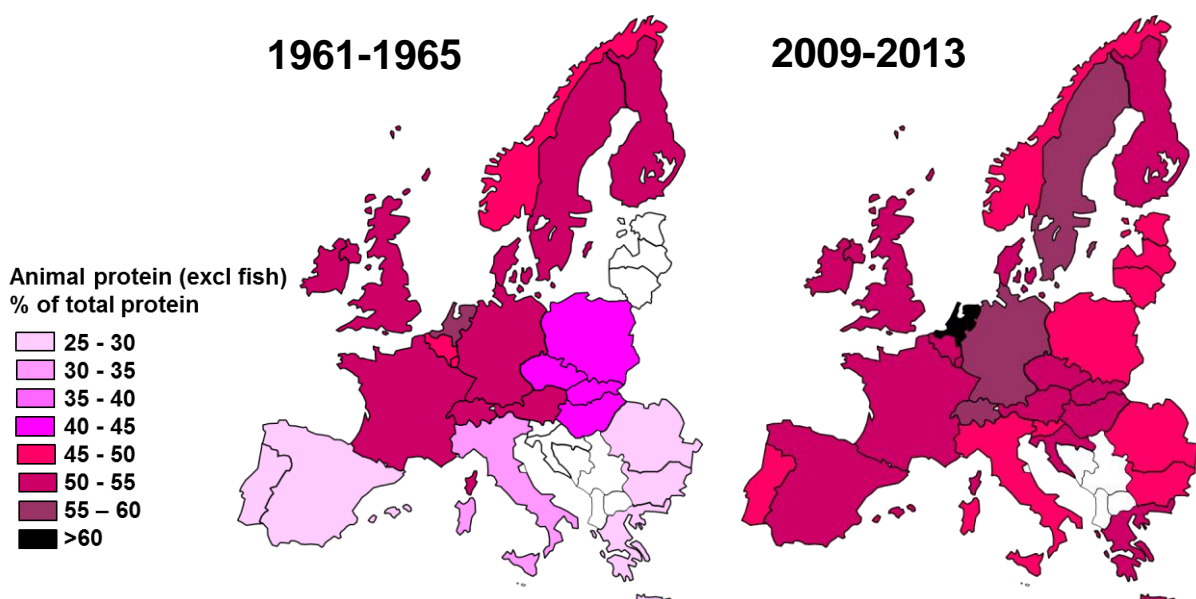 1961-1965
2009-2013
Animal protein (excl fish)
% of total protein
25 - 30
30 - 35
35 - 40
40 - 45
45 - 50
50 - 55
55 – 60
>60